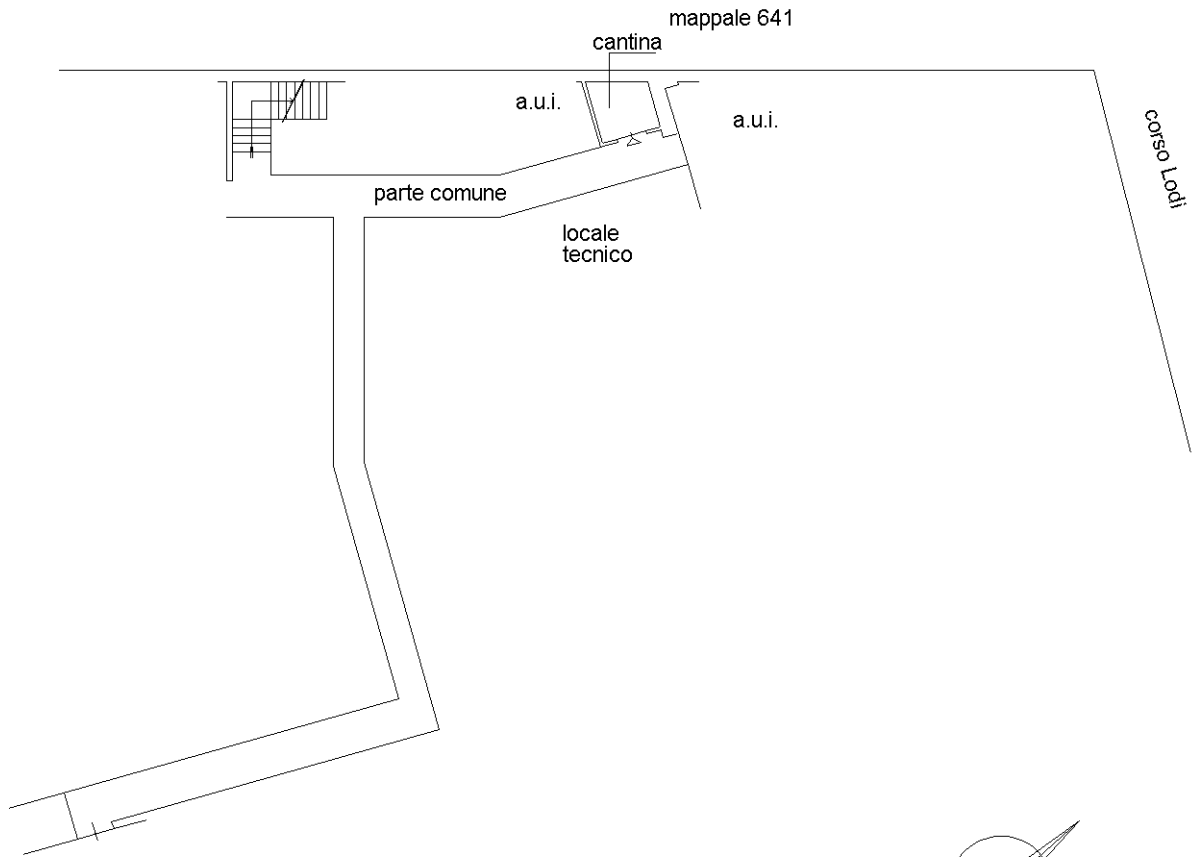 mappale 641
cantina
a.u.i.
a.u.i.
corso Lodi
parte comune
locale
tecnico